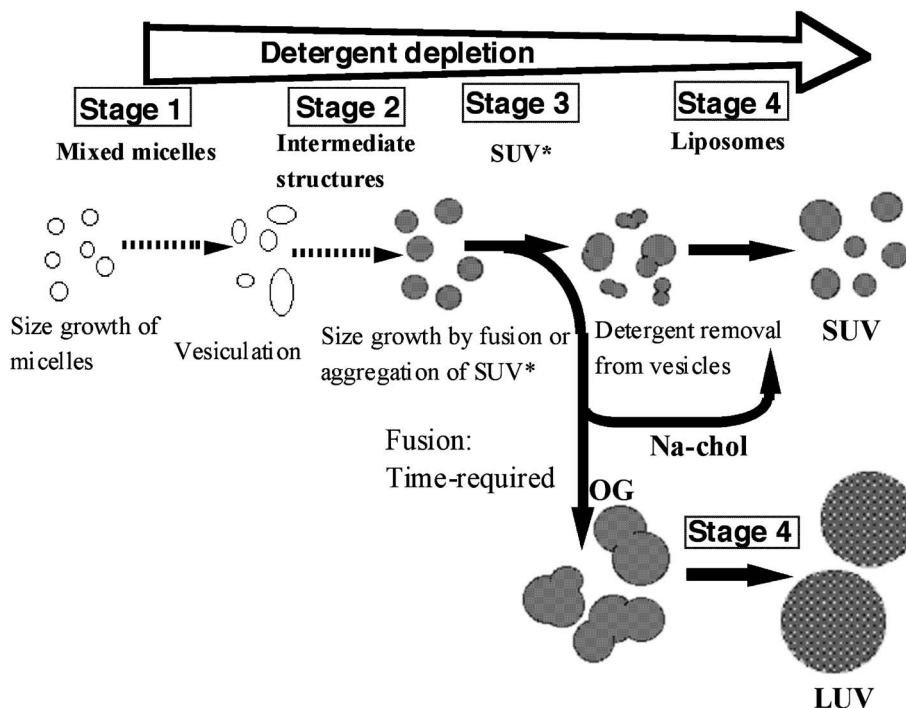 Detergent depletion
Stage 1
Mixed micelles
Stage 2
Intermediate
structures
Stage 3
SUV*
Stage 4
Liposomes
Size growth of
micelles
Vesiculation
Size growth by fusion or
aggregation of SUV*
Detergent removal
from vesicles
SUV
Fusion:
Time-required
Na-chol
OG
Stage 4
LUV